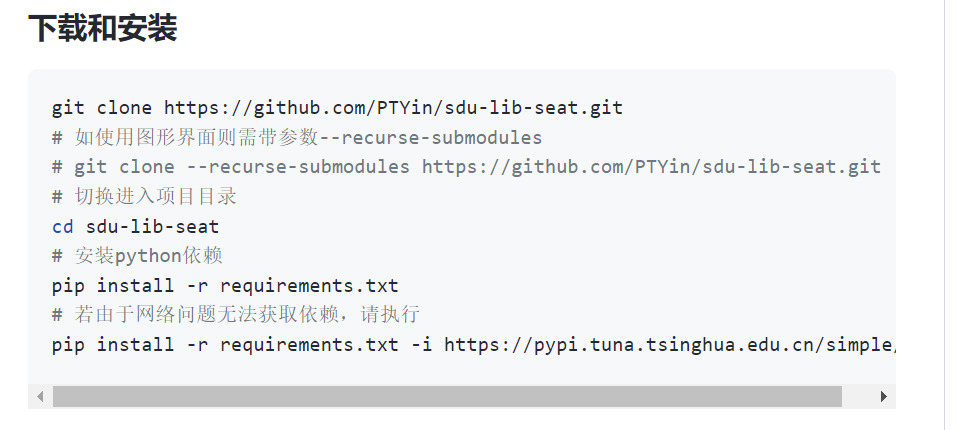 下载和安装
git clone https://github.com/PTYin/sdu-lib-seat.git
# 如使用图形界面则需带参数--recurse-submodules
# git clone --recurse-submodules https://github.com/PTYin/sdu-lib-seat.git
# 切换进入项目目录
cd sdu-lib-seat
# 安装python依赖
pip install -r requirements.txt
# 若由于网络问题无法获取依赖，请执行
pip install -r requirements.txt -i https://pypi.tuna.tsinghua.edu.cn/simple/